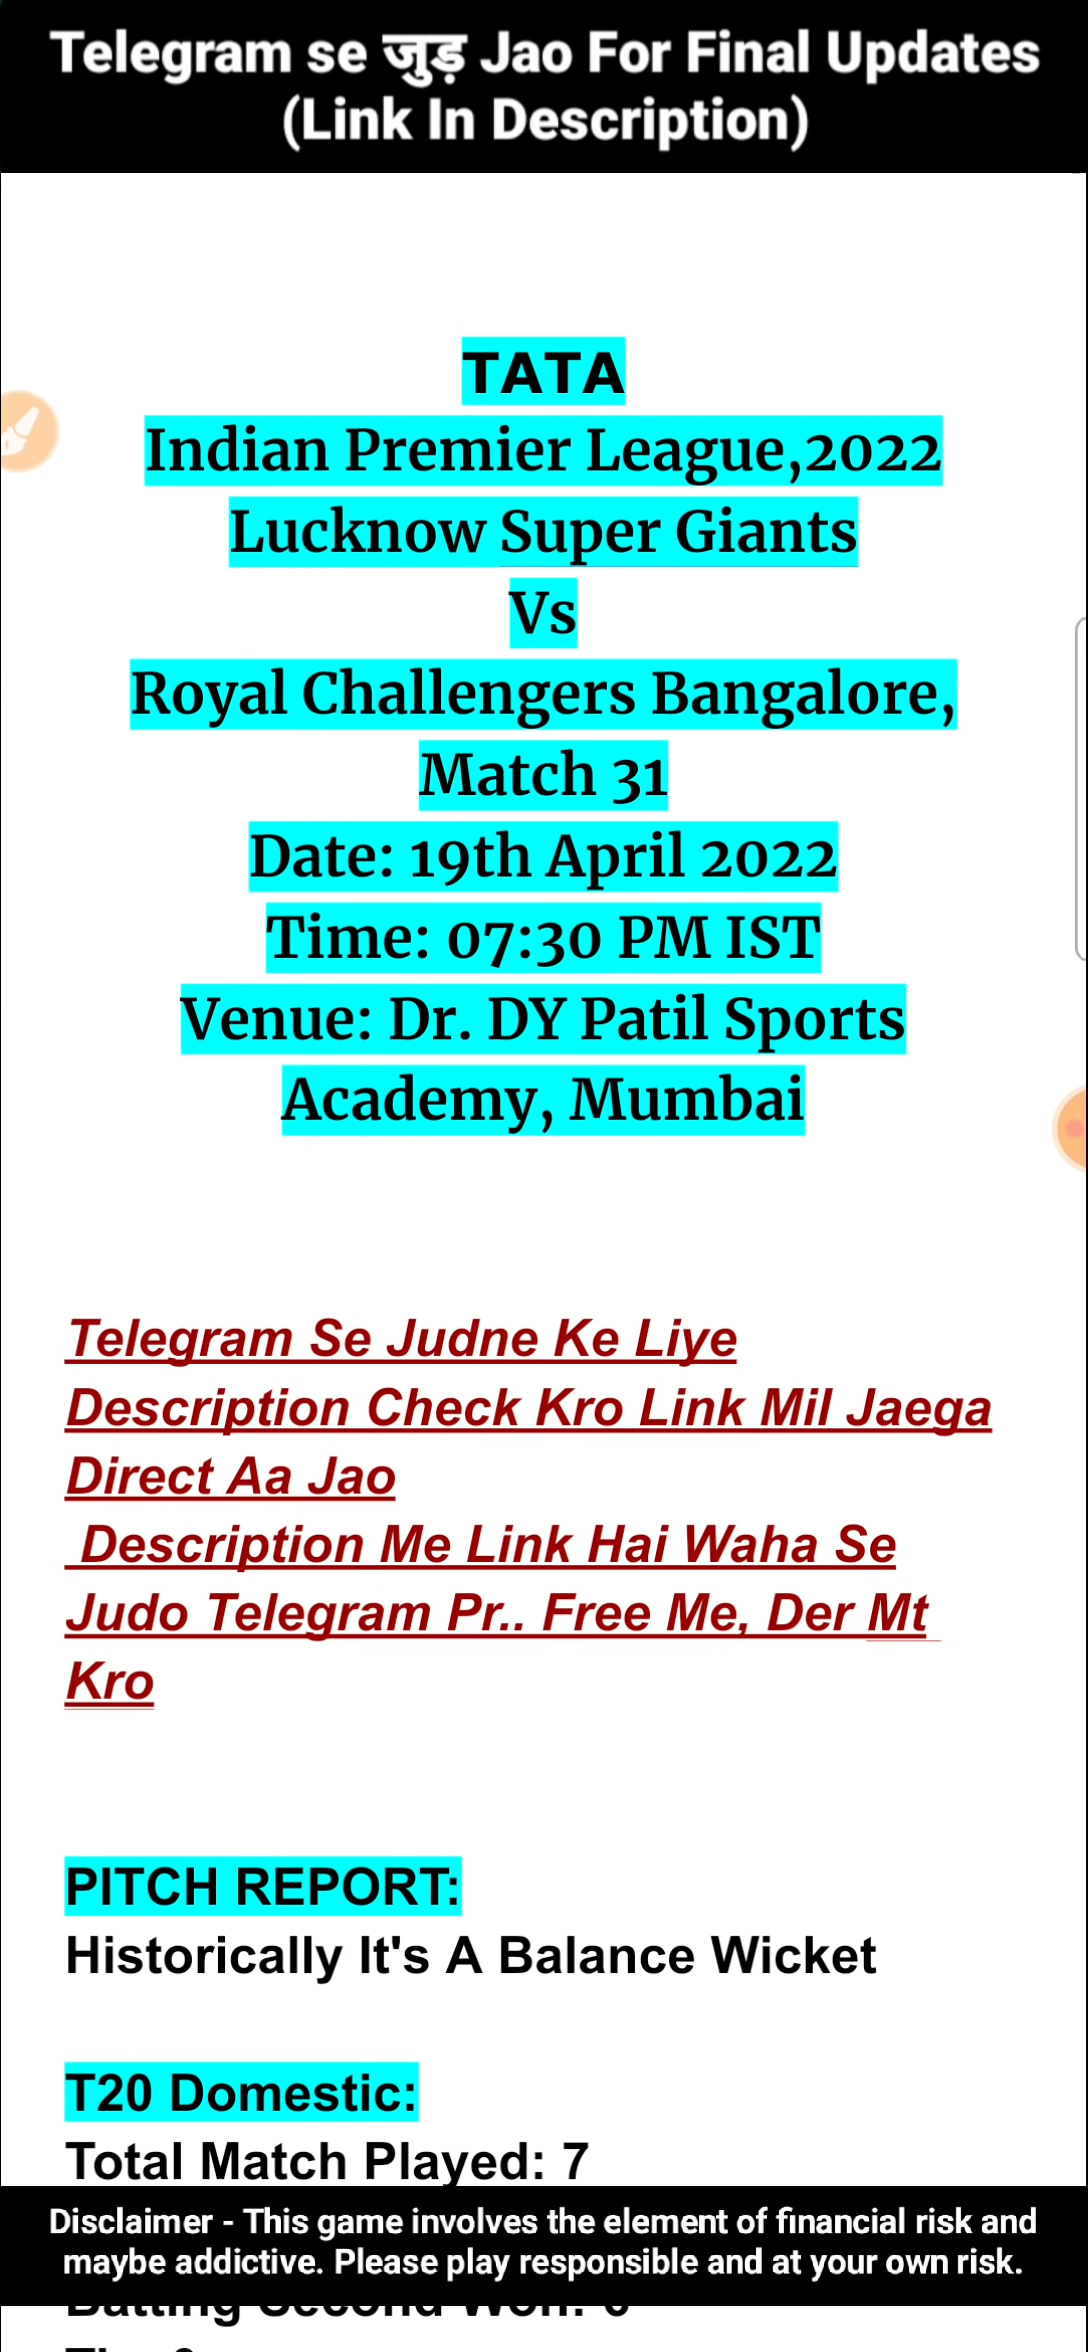 Telegram se जुड़ Jao For Final Updates
(Link In Description)
TATA
Indian Premier League,2022
Lucknow Super Giants
Vs
Royal Challengers Bangalore,
Match 31
Date: 19th April 2022
Time: 07:30 PM IST
Venue: Dr. DY Patil Sports
Academy, Mumbai
Telegram Se Judne Ke Liye
Description Check Kro Link Mil Jaega
Direct Aa Jao
Description Me Link Hai Waha Se
Judo Telegram Pr.. Free Me, Der Mt
Kro
PITCH REPORT:
Historically It's A Balance Wicket
T20 Domestic:
Total Match Played: 7
Disclaimer - This game involves the element of financial risk and
maybe addictive. Please play responsible and at your own risk.
Batting Second Won: